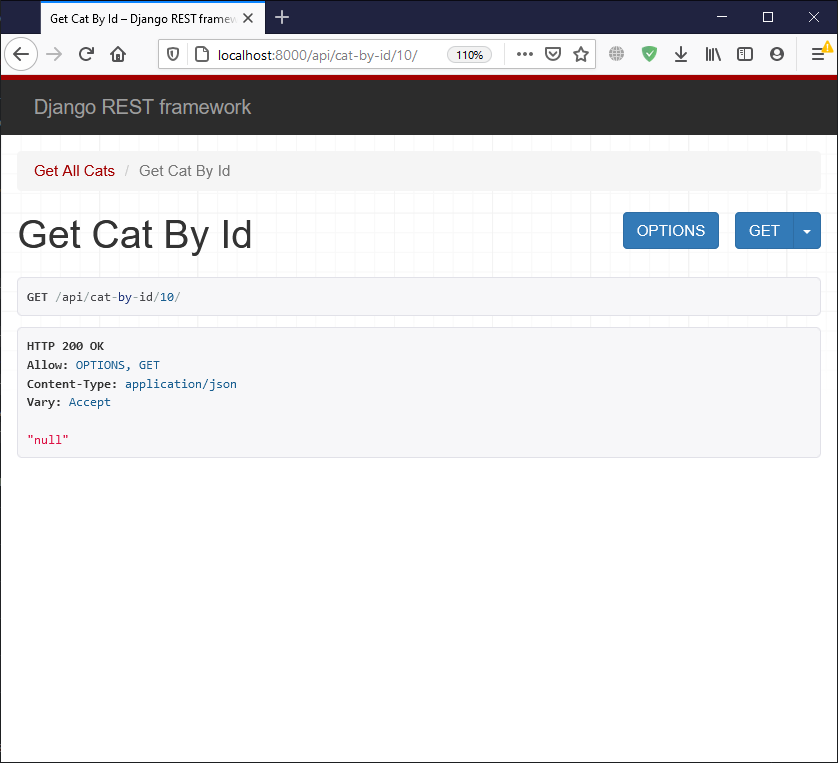 Get Cat By Id – Django REST framew
localhost:8000/api/cat-by-id/10/ 110%
Django REST framework
Get All Cats / Get Cat By Id
Get Cat By Id OPTIONS GET
GET /api/cat-by-id/10/
HTTP 200 OK
Allow: OPTIONS, GET
Content-Type: application/json
Vary: Accept
"null"